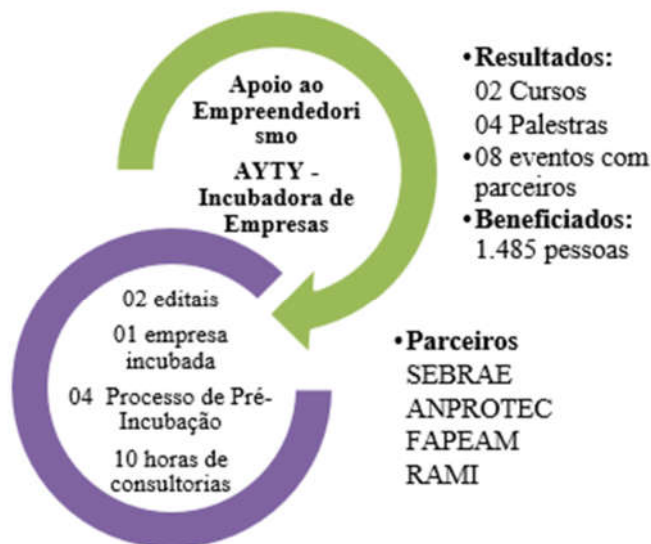 Apoio ao
Empreendedori
smo
AYTY -
Incubadora de
Empresas
•Resultados:
02 Cursos
04 Palestras
•08 eventos com
parceiros
•Beneficiados:
1.485 pessoas
02 editais
01 empresa
incubada
04 Processo de Pré-
Incubação
10 horas de
consultorias
•Parceiros
SEBRAE
ANPROTEC
FAPEAM
RAMI